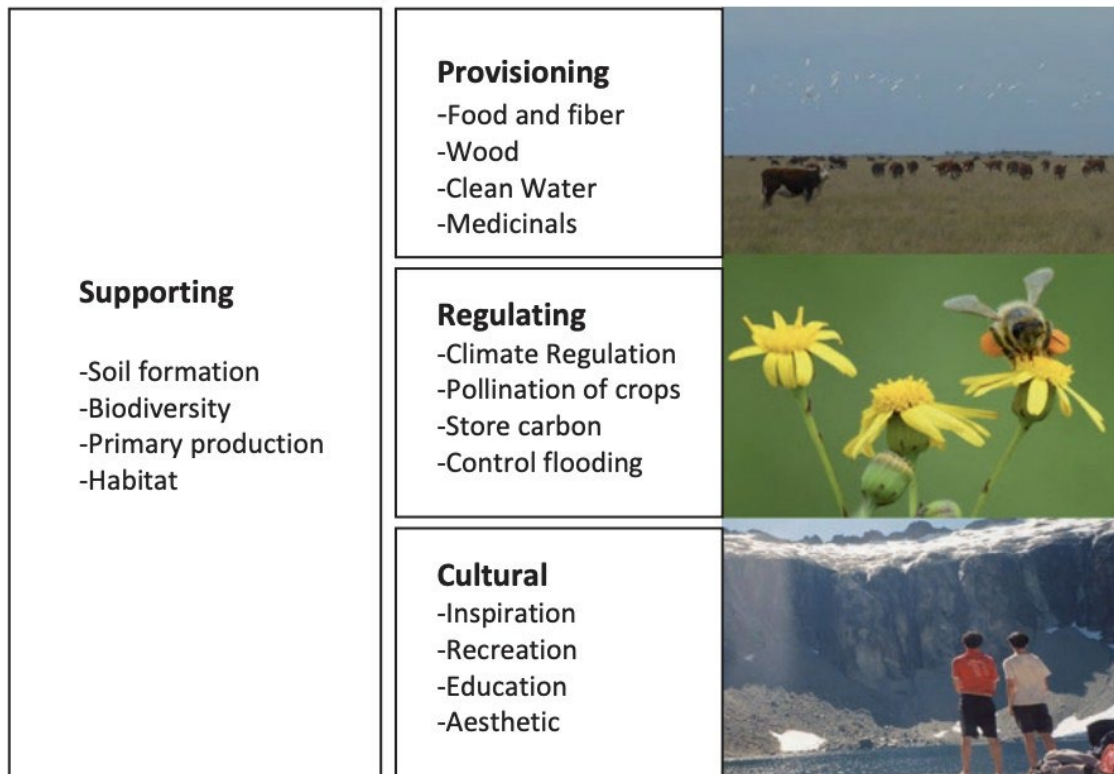 Supporting
-Soil formation
-Biodiversity
-Primary production
-Habitat
Provisioning
-Food and fiber
-Wood
-Clean Water
-Medicinals
Regulating
-Climate Regulation
-Pollination of crops
-Store carbon
-Control flooding
Cultural
-Inspiration
-Recreation
-Education
-Aesthetic